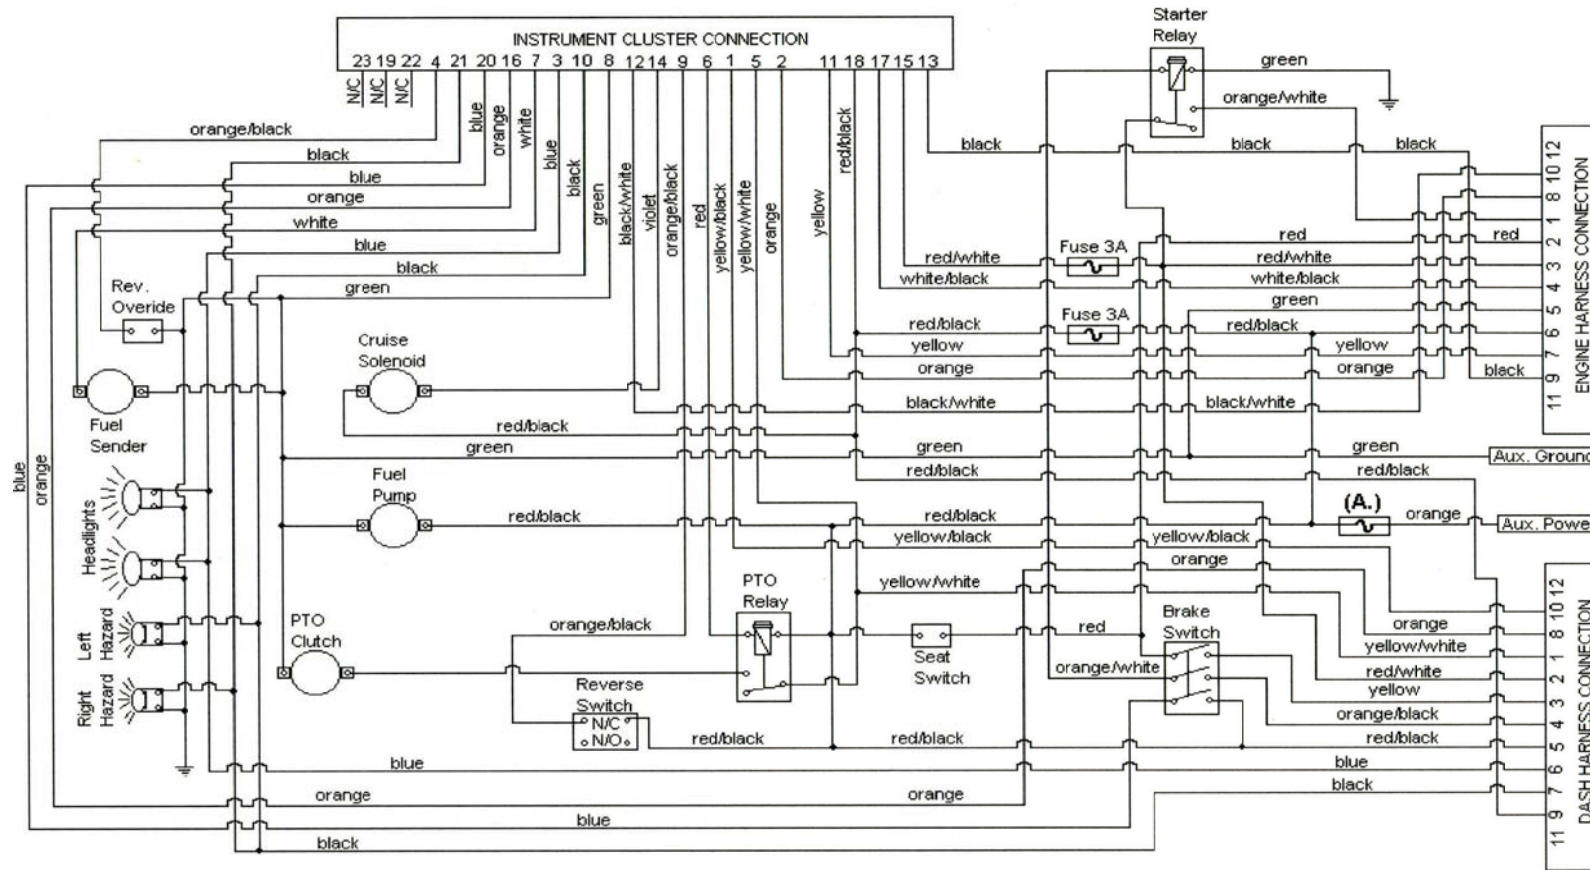 Starter
Relay
INSTRUMENT CLUSTER CONNECTION
23 19 22 4 21 20 16 7 3 10 8 12 14 9 6 1 5 2 11 18 17 15 13
N/C
N/C
N/C
blue
orange
white
blue
black
green
black/white
violet
orange/black
red
yellow/black
yellow/white
orange
yellow
red/black
green
orange/white
orange/black
black
blue
orange
white
blue
black
green
black
black
black
red
red
Fuse 3A
red/white
red/white
white/black
white/black
green
Fuse 3A
red/black
red/black
yellow
yellow
orange
orange
black
black/white
black/white
ENGINE HARNESS CONNECTION
12
10
8
1
2
3
4
5
6
7
9
11
Rev.
Overide
Cruise
Solenoid
Fuel
Sender
red/black
green
green
Aux. Ground
red/black
red/black
blue
orange
Headlights
Fuel
Pump
red/black
red/black
(A.)
orange
Aux. Powe
yellow/black
yellow/black
orange
yellow/white
PTO
Relay
PTO
Clutch
orange/black
Left
Hazard
Right
Hazard
Seat
Switch
red
orange/white
Brake
Switch
Reverse
Switch
N/C
N/O
orange
yellow/white
red/white
yellow
orange/black
red/black
red/black
red/black
blue
blue
black
orange
orange
blue
black
DASH HARNESS CONNECTION
12
10
8
1
2
3
4
5
6
7
9
11